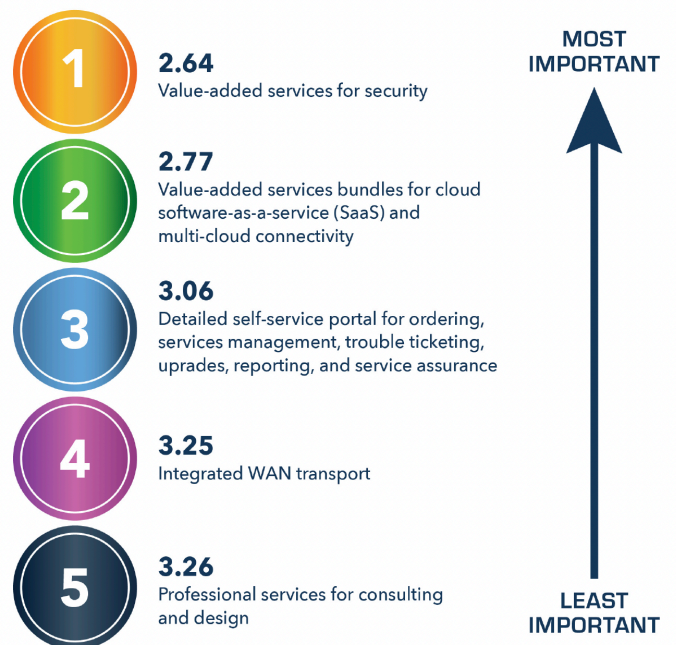 1
2.64
Value-added services for security
2
2.77
Value-added services bundles for cloud
software-as-a-service (SaaS) and
multi-cloud connectivity
3
3.06
Detailed self-service portal for ordering,
services management, trouble ticketing,
uprades, reporting, and service assurance
4
3.25
Integrated WAN transport
5
3.26
Professional services for consulting
and design
MOST
IMPORTANT
LEAST
IMPORTANT